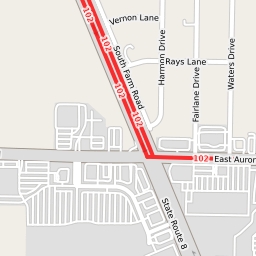 Vernon Lane
102
102
South Farm Road
Harmon Drive
Rays Lane
Waters Drive
102
Fairlane Drive
102
102
East Auror
State Route 8